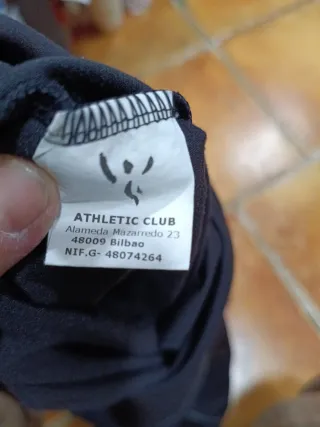 ATHLETIC CLUB
Alameda Mazarredo 23
48009 Bilbao
NIF.G- 48074264